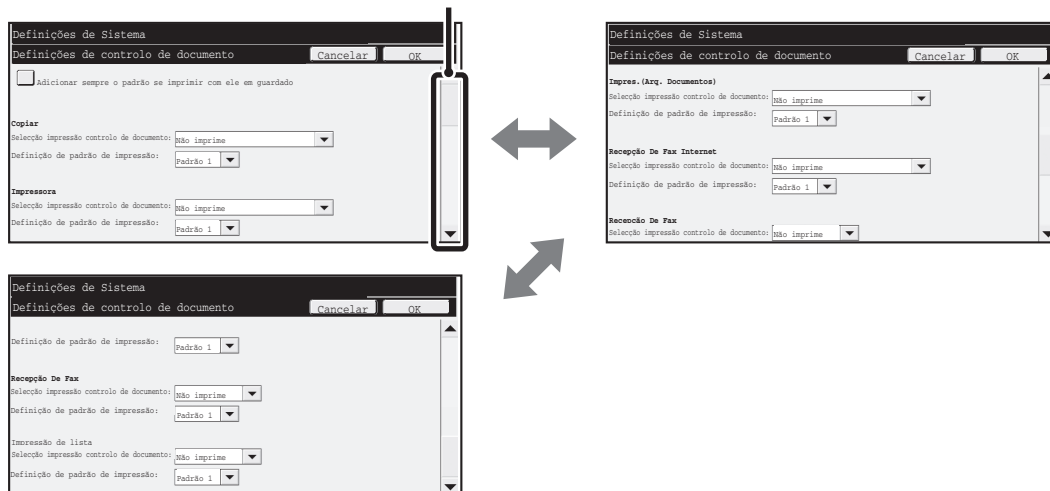 Definições de Sistema
Definições de controlo de documento Cancelar OK
Adicionar sempre o padrão se imprimir com ele em guardado
Copiar
Selecção impressão controlo de documento: Não imprime
Definição de padrão de impressão: Padrão 1
Impressora
Selecção impressão controlo de documento: Não imprime
Definição de padrão de impressão: Padrão 1
Definições de Sistema
Definições de controlo de documento Cancelar OK
Impres.(Arq. Documentos)
Selecção impressão controlo de documento: Não imprime
Definição de padrão de impressão: Padrão 1
Recepção De Fax Internet
Selecção impressão controlo de documento: Não imprime
Definição de padrão de impressão: Padrão 1
Recepcão De Fax
Selecção impressão controlo de documento: Não imprime
Definições de Sistema
Definições de controlo de documento Cancelar OK
Definição de padrão de impressão: Padrão 1
Recepção De Fax
Selecção impressão controlo de documento: Não imprime
Definição de padrão de impressão: Padrão 1
Impressão de lista
Selecção impressão controlo de documento: Não imprime
Definição de padrão de impressão: Padrão 1